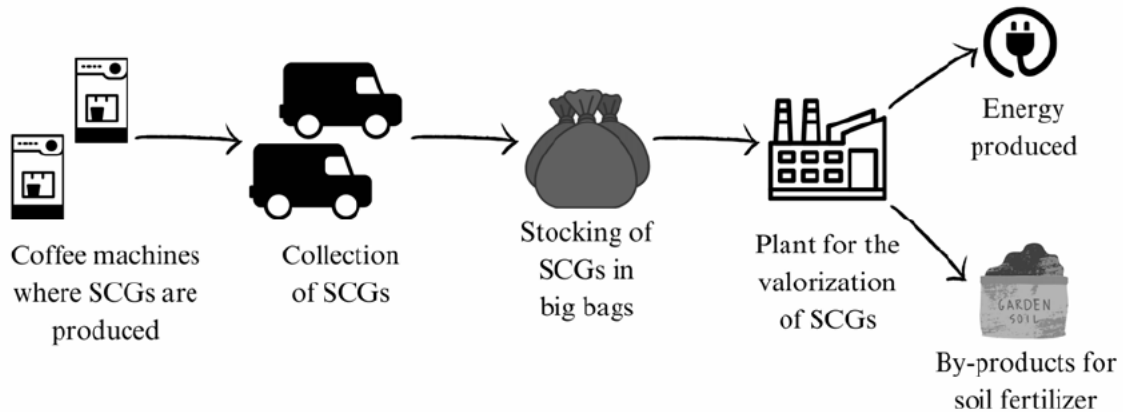 Coffee machines
where SCGs are
produced
Collection
of SCGs
Stocking of
SCGs in
big bags
Plant for the
valorization
of SCGs
Energy
produced
GARDEN
SOIL
By-products for
soil fertilizer